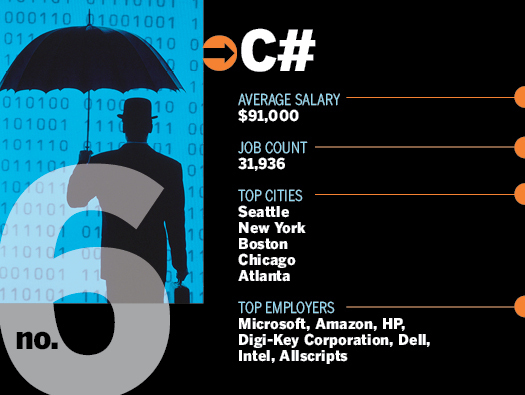 C#
AVERAGE SALARY
$91,000
JOB COUNT
31,936
TOP CITIES
Seattle
New York
Boston
Chicago
Atlanta
TOP EMPLOYERS
Microsoft, Amazon, HP,
Digi-Key Corporation, Dell,
Intel, Allscripts
no.
6